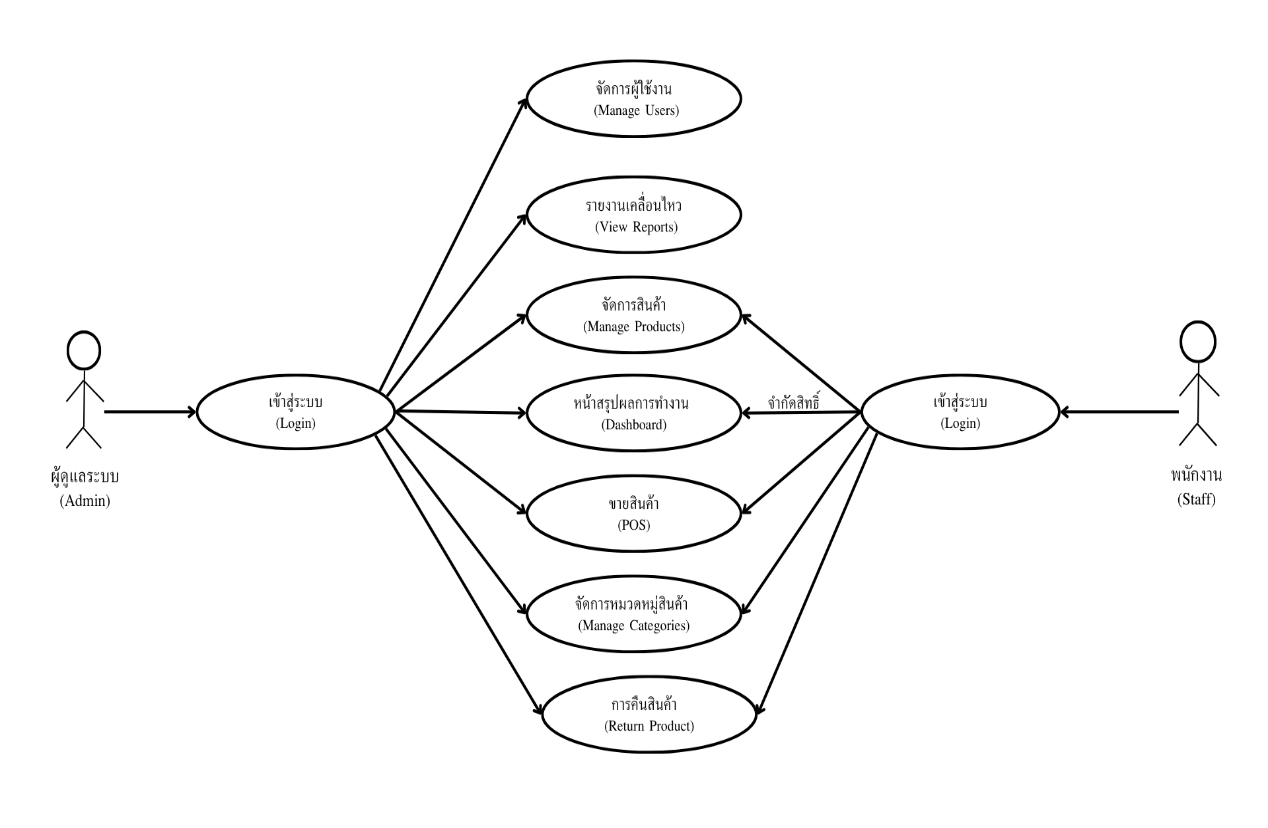 จัดการผู้ใช้งาน
(Manage Users)
รายงานเคลื่อนไหว
(View Reports)
จัดการสินค้า
(Manage Products)
ผู้ดูแลระบบ
(Admin)
เข้าสู่ระบบ
(Login)
หน้าสรุปผลการทำงาน
(Dashboard)
จำกัดสิทธิ์
เข้าสู่ระบบ
(Login)
พนักงาน
(Staff)
ขายสินค้า
(POS)
จัดการหมวดหมู่สินค้า
(Manage Categories)
การคืนสินค้า
(Return Product)